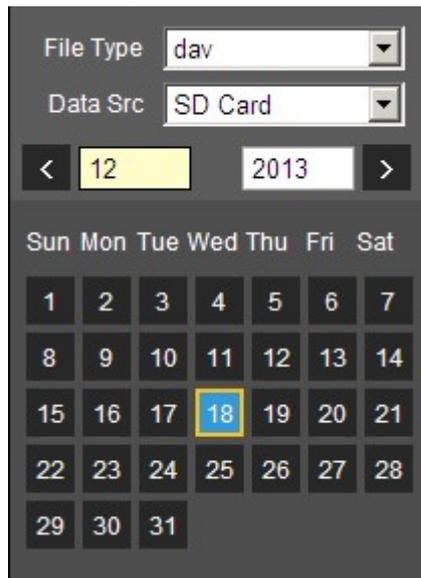 File Type dav
Data Src SD Card
< 12 2013 >
Sun Mon Tue Wed Thu Fri Sat
1 2 3 4 5 6 7
8 9 10 11 12 13 14
15 16 17 18 19 20 21
22 23 24 25 26 27 28
29 30 31